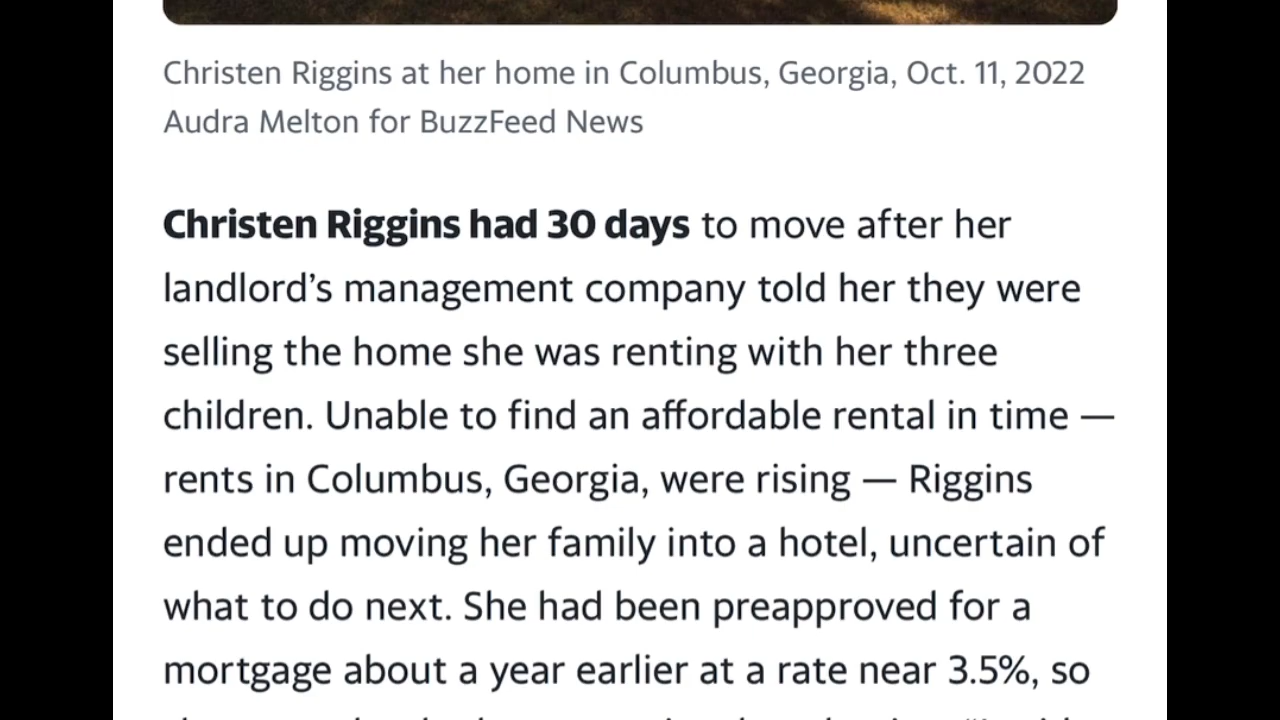 Christen Riggins at her home in Columbus, Georgia, Oct. 11, 2022
Audra Melton for BuzzFeed News
Christen Riggins had 30 days to move after her
landlord’s management company told her they were
selling the home she was renting with her three
children. Unable to find an affordable rental in time —
rents in Columbus, Georgia, were rising — Riggins
ended up moving her family into a hotel, uncertain of
what to do next. She had been preapproved for a
mortgage about a year earlier at a rate near 3.5%, so